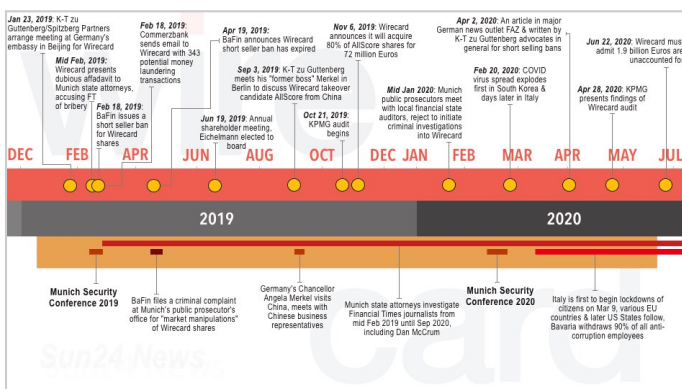 Jan 23, 2019: K-T zu
Guttenberg/Spitzberg Partners
arrange meeting at Germany's
embassy in Beijing for Wirecard
Mid Feb, 2019:
Wirecard presents
dubious affadavit to
Munich state attorneys,
accusing FT
of bribery
Feb 18, 2019:
BaFin issues a
short seller ban
for Wirecard
shares
Feb 18, 2019:
Commerzbank
sends email to
Wirecard with 343
potential money
laundering
transactions
Apr 19, 2019:
BaFin announces Wirecard
short seller ban has expired
Sep 3, 2019: K-T zu Guttenberg
meets his "former boss" Merkel in
Berlin to discuss Wirecard takeover
candidate AllScore from China
Jun 19, 2019: Annual
shareholder meeting,
Eichelmann elected to
board
Oct 21, 2019:
KPMG audit
begins
Nov 6, 2019: Wirecard
announces it will acquire
80% of AllScore shares for
72 million Euros
Mid Jan 2020: Munich
public prosecutors meet
with local financial state
auditors, reject to initiate
criminal investigations
into Wirecard
Apr 2, 2020: An article in major
German news outlet FAZ & written by
K-T zu Guttenberg advocates in
general for short selling bans
Feb 20, 2020: COVID
virus spread explodes
first in South Korea &
days later in Italy
Apr 28, 2020: KPMG
presents findings of
Wirecard audit
Jun 22, 2020: Wirecard must
admit 1.9 billion Euros are
unaccounted for
DEC FEB APR JUN AUG OCT DEC JAN FEB MAR APR MAY JUL
2019 2020
Munich Security
Conference 2019
BaFin files a criminal complaint
at Munich's public prosecutor's
office for "market manipulations"
of Wirecard shares
Germany's Chancellor
Angela Merkel visits
China, meets with
Chinese business
representatives
Munich state attorneys investigate
Financial Times journalists from
mid Feb 2019 until Sep 2020,
including Dan McCrum
Munich Security
Conference 2020
Italy is first to begin lockdowns of
citizens on Mar 9, various EU
countries & later US States follow,
Bavaria withdraws 90% of all anti-
corruption employees
wire
card
Sun24 News